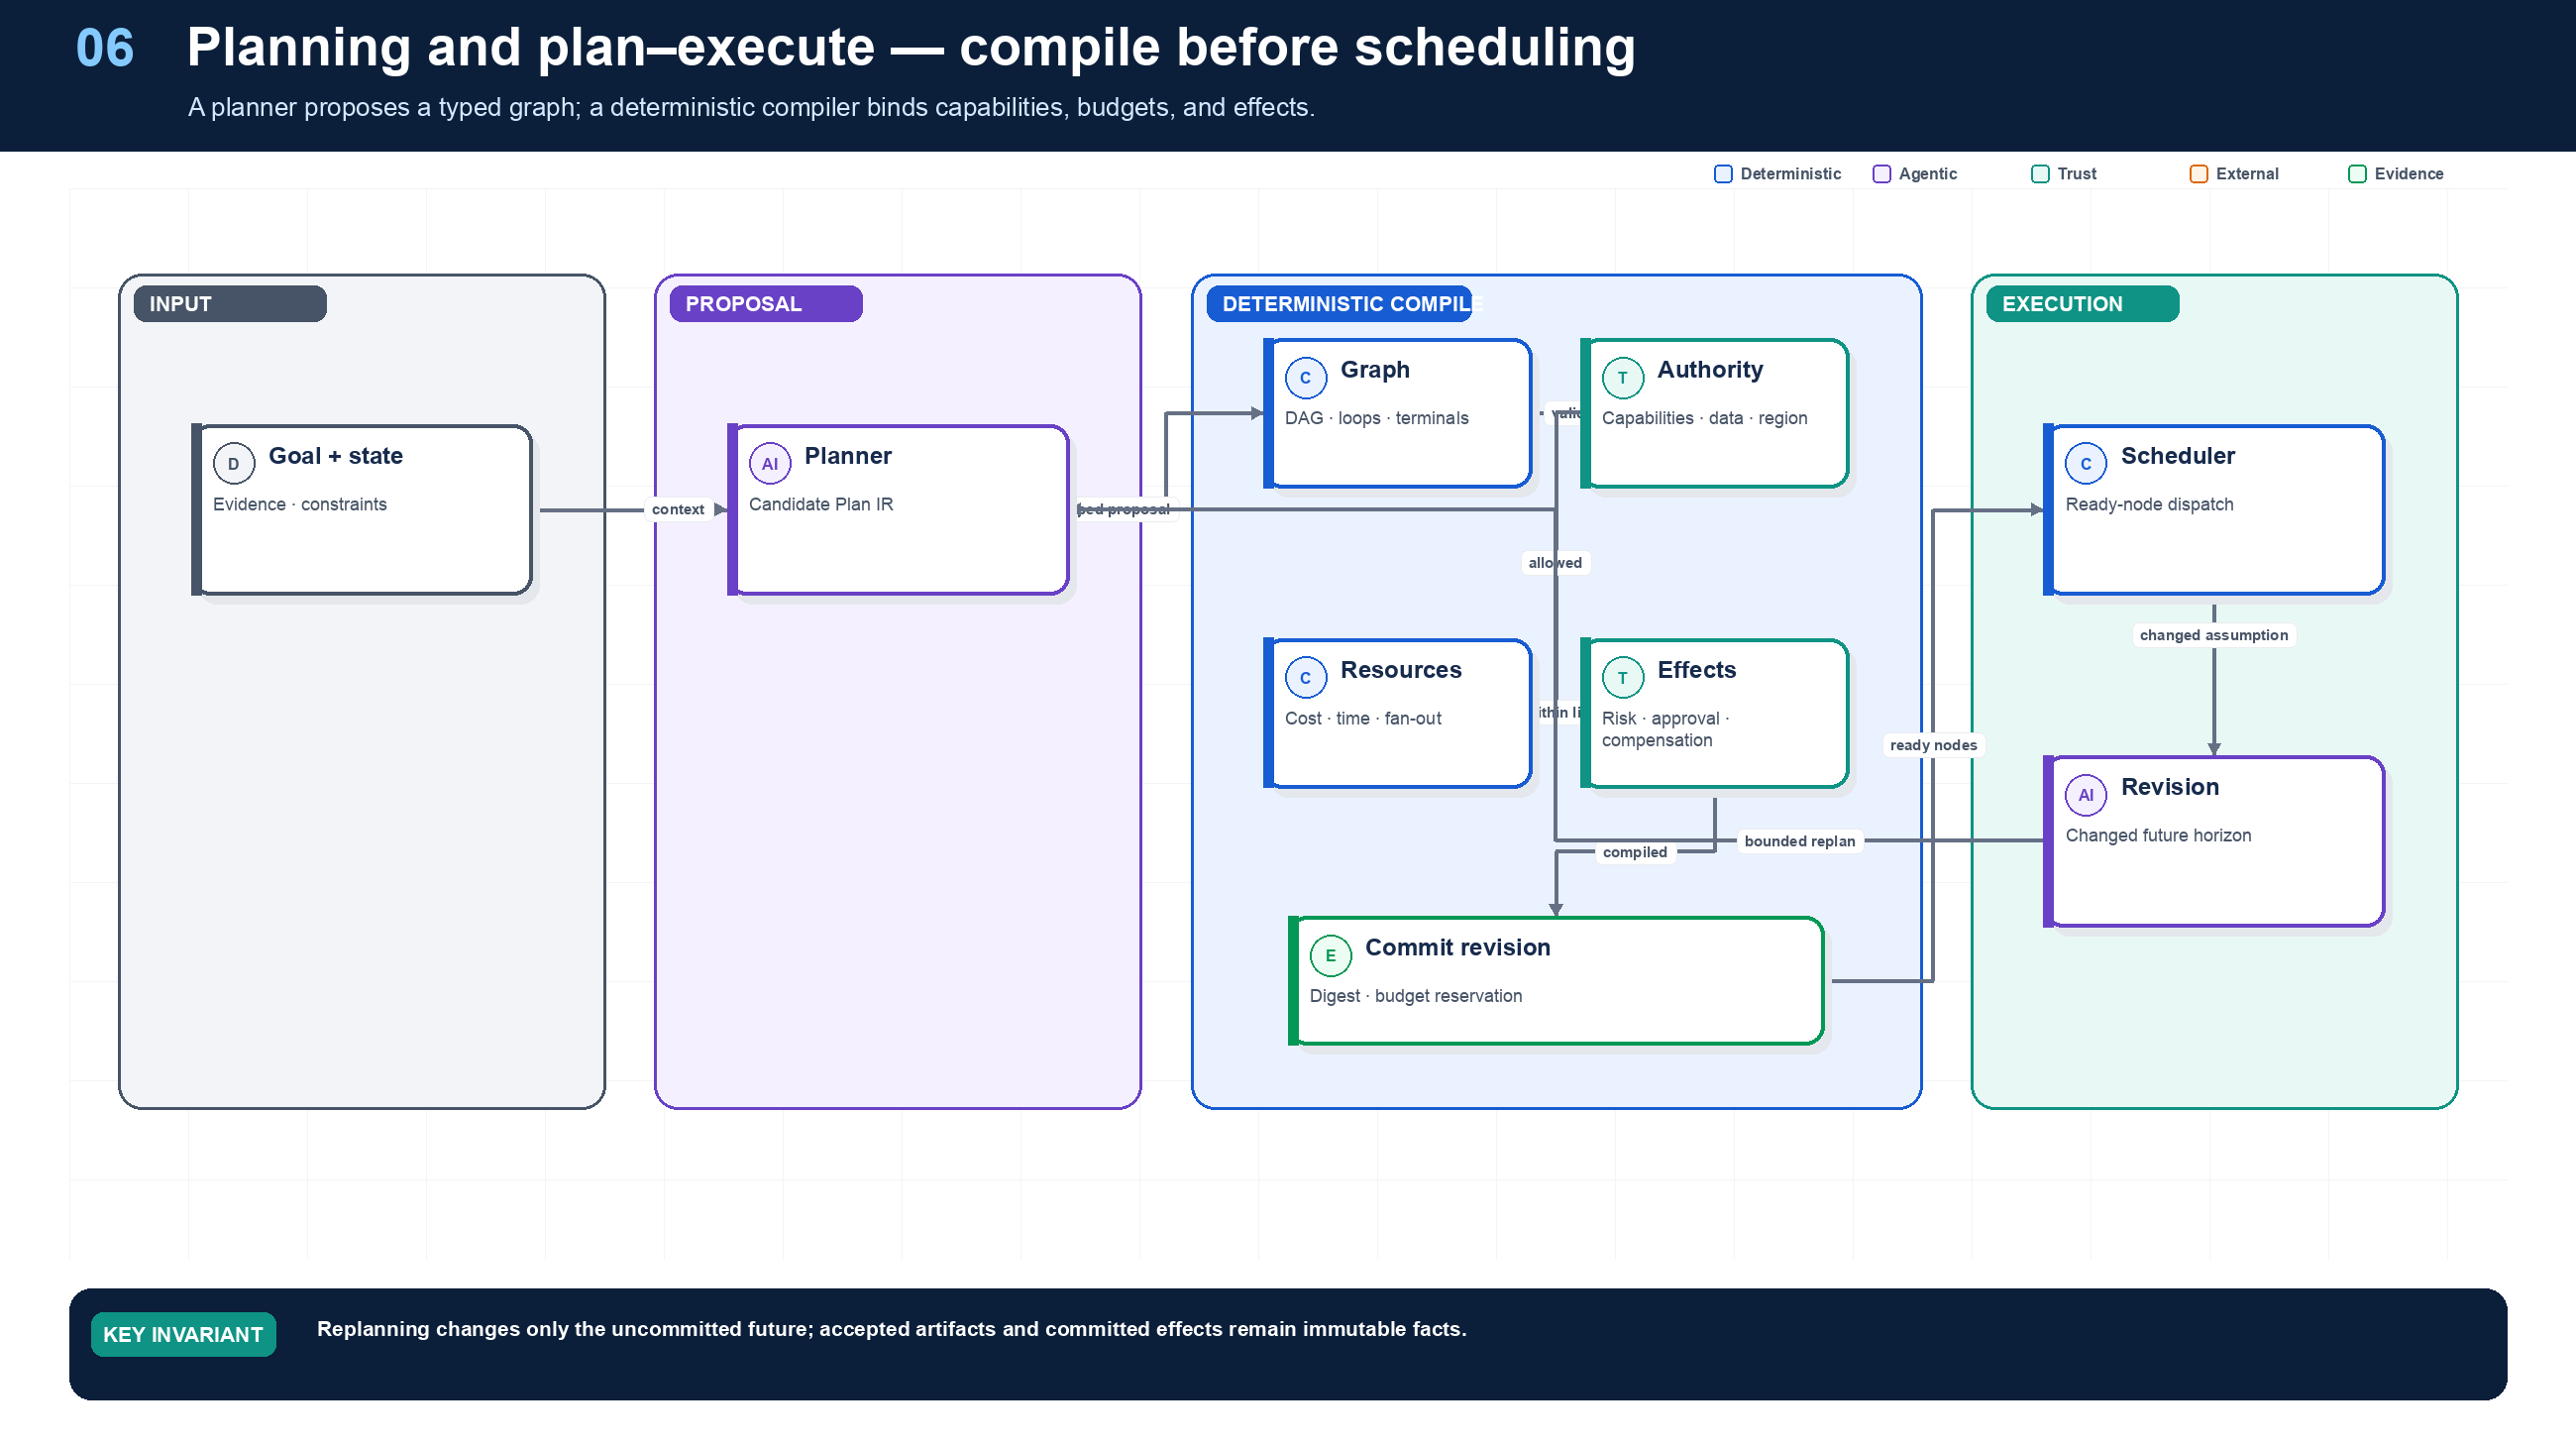 06 Planning and plan–execute — compile before scheduling
A planner proposes a typed graph; a deterministic compiler binds capabilities, budgets, and effects.
Deterministic Agentic Trust External Evidence
INPUT
D Goal + state
Evidence · constraints
context
PROPOSAL
AI Planner
Candidate Plan IR
proposal
DETERMINISTIC COMPILE
C Graph
DAG · loops · terminals
T Authority
Capabilities · data · region
allowed
C Resources
Cost · time · fan-out
T Effects
Risk · approval ·
compensation
compiled
bounded replan
E Commit revision
Digest · budget reservation
ready nodes
EXECUTION
C Scheduler
Ready-node dispatch
changed assumption
AI Revision
Changed future horizon
KEY INVARIANT
Replanning changes only the uncommitted future; accepted artifacts and committed effects remain immutable facts.